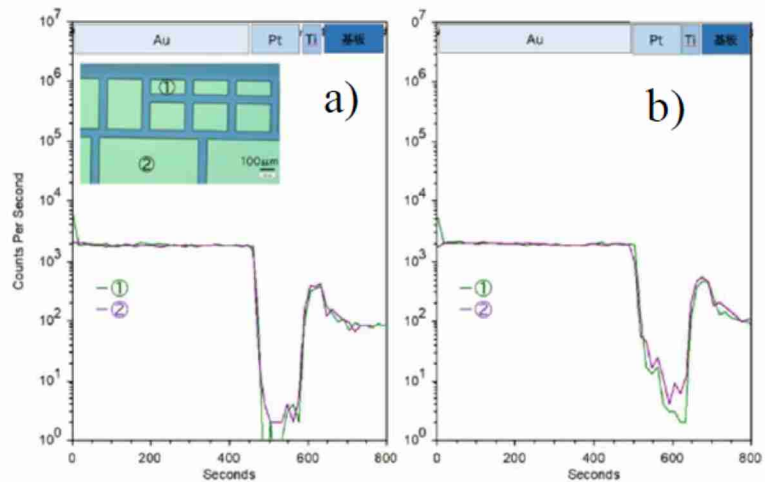 Au Pt Ti 基板
a)
10⁷
10⁶
10⁵
10⁴
10³
10²
10¹
10⁰
Counts Per Second
①
②
100μm
①
②
0 200 400 600 800
Seconds
Au Pt Ti 基板
b)
0⁷
10⁶
10⁵
10⁴
10³
10²
10¹
10⁰
①
②
0 200 400 600 800
Seconds